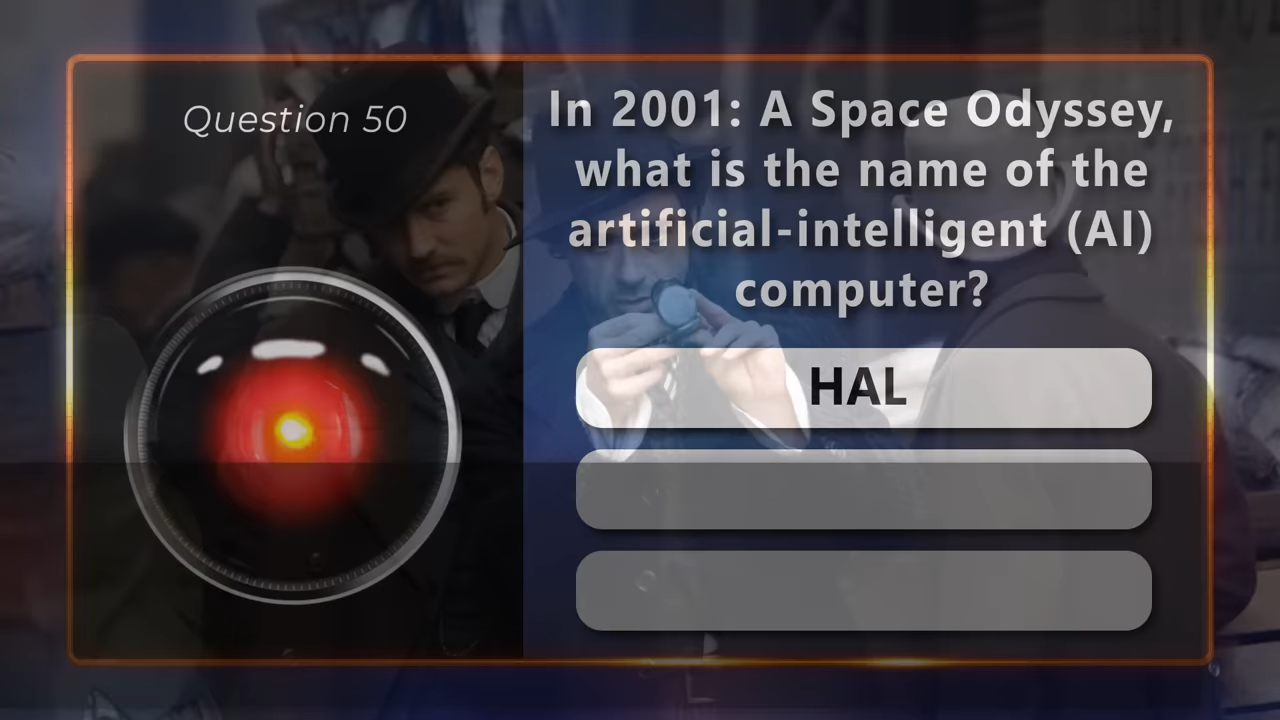 Question 50
In 2001: A Space Odyssey,
what is the name of the
artificial-intelligent (AI)
computer?
HAL